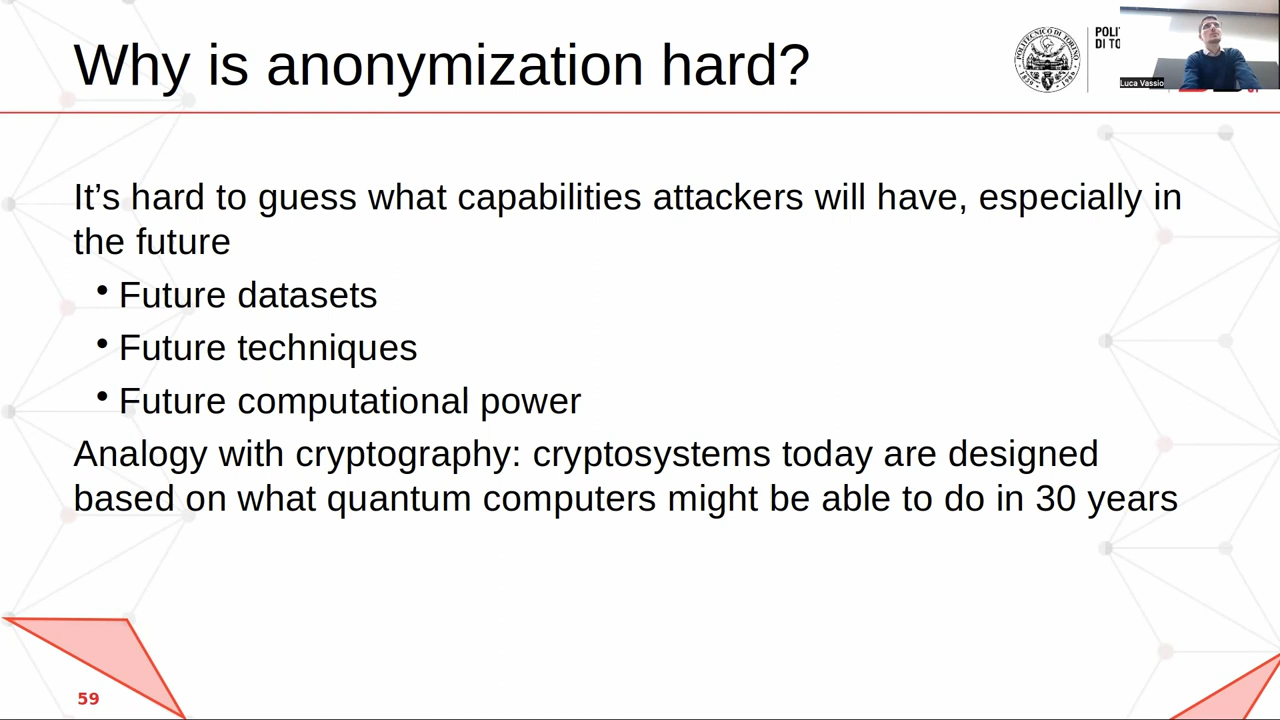 Why is anonymization hard?
POLI
DI TO
Luca Vassio
It’s hard to guess what capabilities attackers will have, especially in
the future
• Future datasets
• Future techniques
• Future computational power
Analogy with cryptography: cryptosystems today are designed
based on what quantum computers might be able to do in 30 years
59